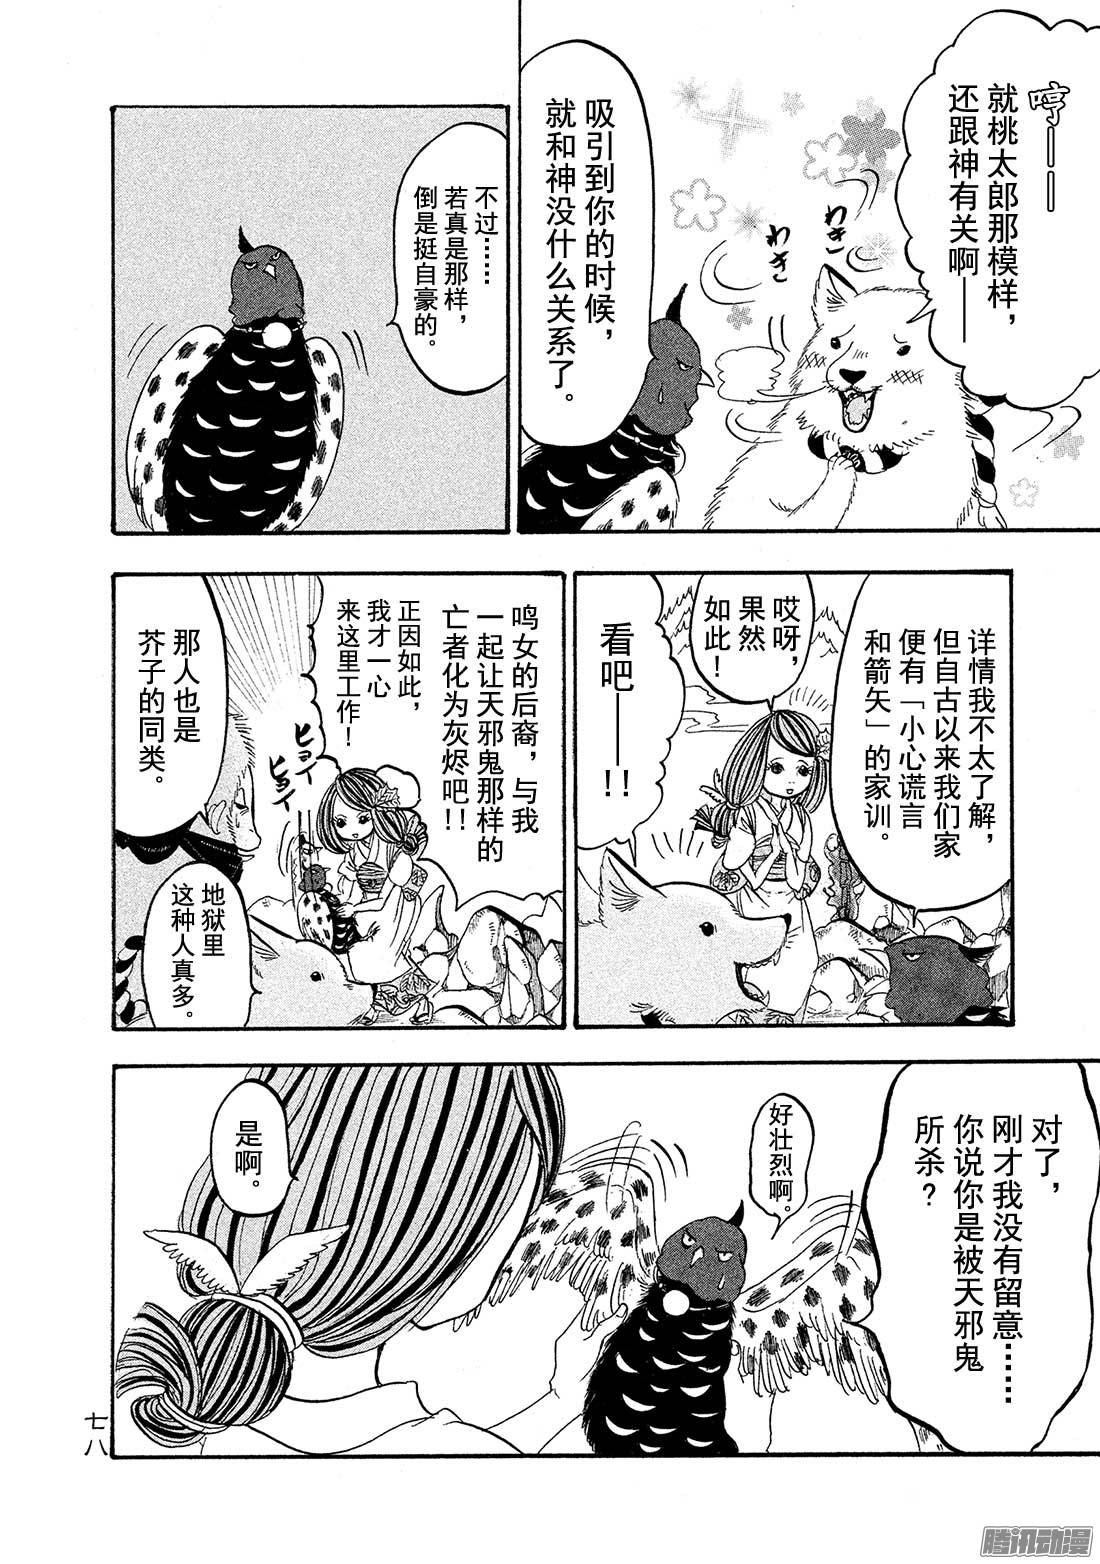 哼———
就桃太郎那模样，
还跟神有关啊——
わきっ
わきっ
吸引到你的时候，
就和神没什么关系了。
不过……
若真是那样，
倒是挺自豪的。
详情我不太了解，
但自古以来我们家
便有「小心谎言
和箭矢」的家训。
哎呀，
果然
如此！
看吧——！！
鸣女的后裔，与我
一起让天邪鬼那样的
亡者化为灰烬吧！！
正因如此，
我才一心
来这里工作！
ヒョイ
ヒョイ
那人也是
芥子的同类。
地狱里
这种人真多。
对了，
刚才我没有留意……
你说你是被天邪鬼
所杀？
好壮烈啊。
是啊。
七八
腾讯动漫